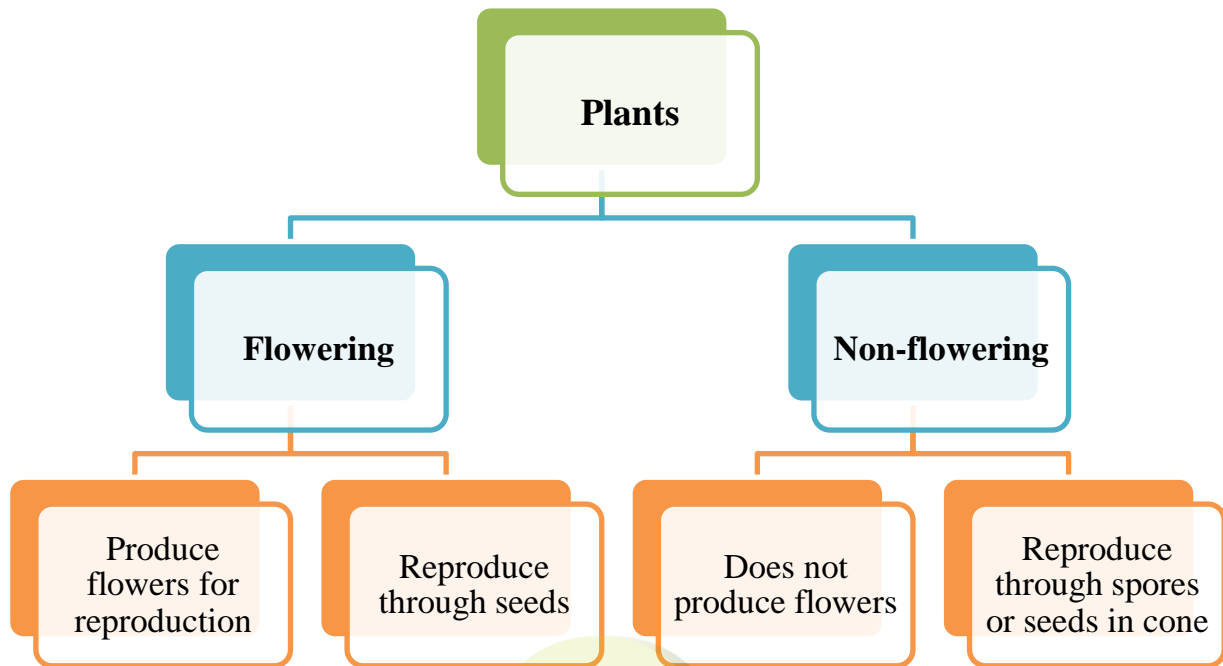 Plants
Flowering
Non-flowering
Produce
flowers for
reproduction
Reproduce
through seeds
Does not
produce flowers
Reproduce
through spores
or seeds in cone